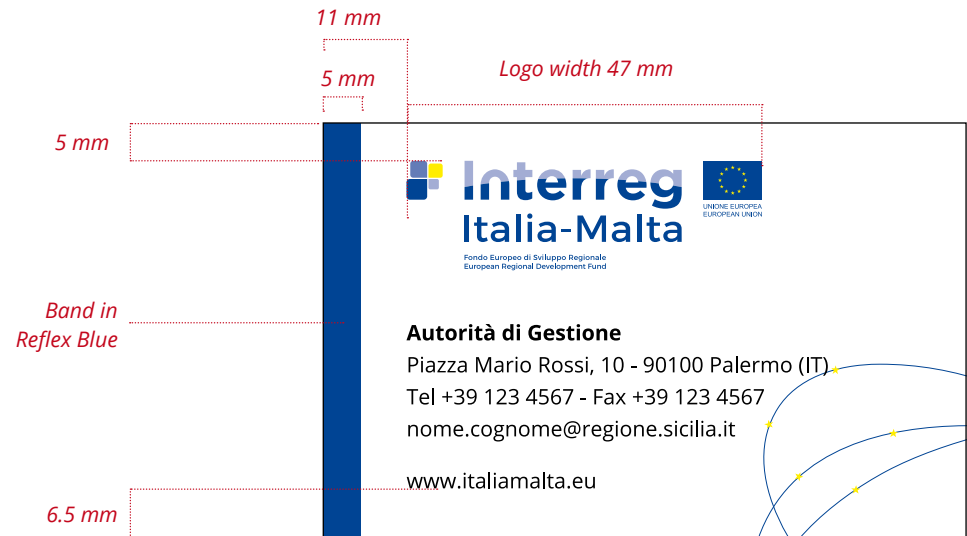 11 mm
Logo width 47 mm
5 mm
5 mm
Interreg
Italia-Malta
UNIONE EUROPEA
EUROPEAN UNION
Fondo Europeo di Sviluppo Regionale
European Regional Development Fund
Band in
Reflex Blue
Autorità di Gestione
Piazza Mario Rossi, 10 - 90100 Palermo (IT)
Tel +39 123 4567 - Fax +39 123 4567
nome.cognome@regione.sicilia.it
www.italiamalta.eu
6.5 mm